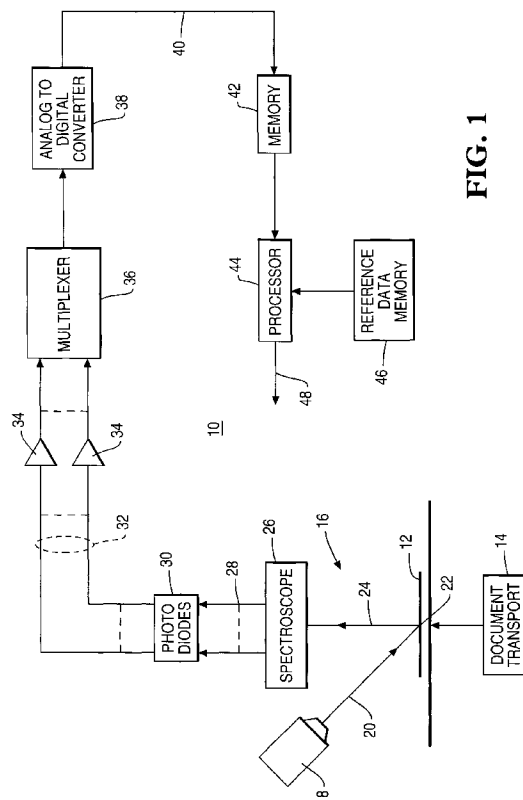 8
20
DOCUMENT
TRANSPORT
14
22
12
24
16
SPECTROSCOPE
26
28
PHOTO
DIODES
30
32
34
34
MULTIPLEXER
36
ANALOG TO
DIGITAL
CONVERTER
38
40
42
MEMORY
44
PROCESSOR
48
REFERENCE
DATA
MEMORY
46
10
FIG. 1